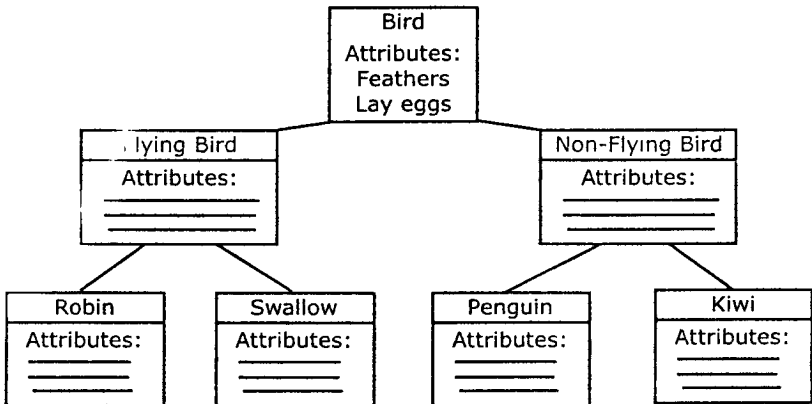 Bird
Attributes:
Feathers
Lay eggs
lying Bird
Attributes:
Non-Flying Bird
Attributes:
Robin
Attributes:
Swallow
Attributes:
Penguin
Attributes:
Kiwi
Attributes: